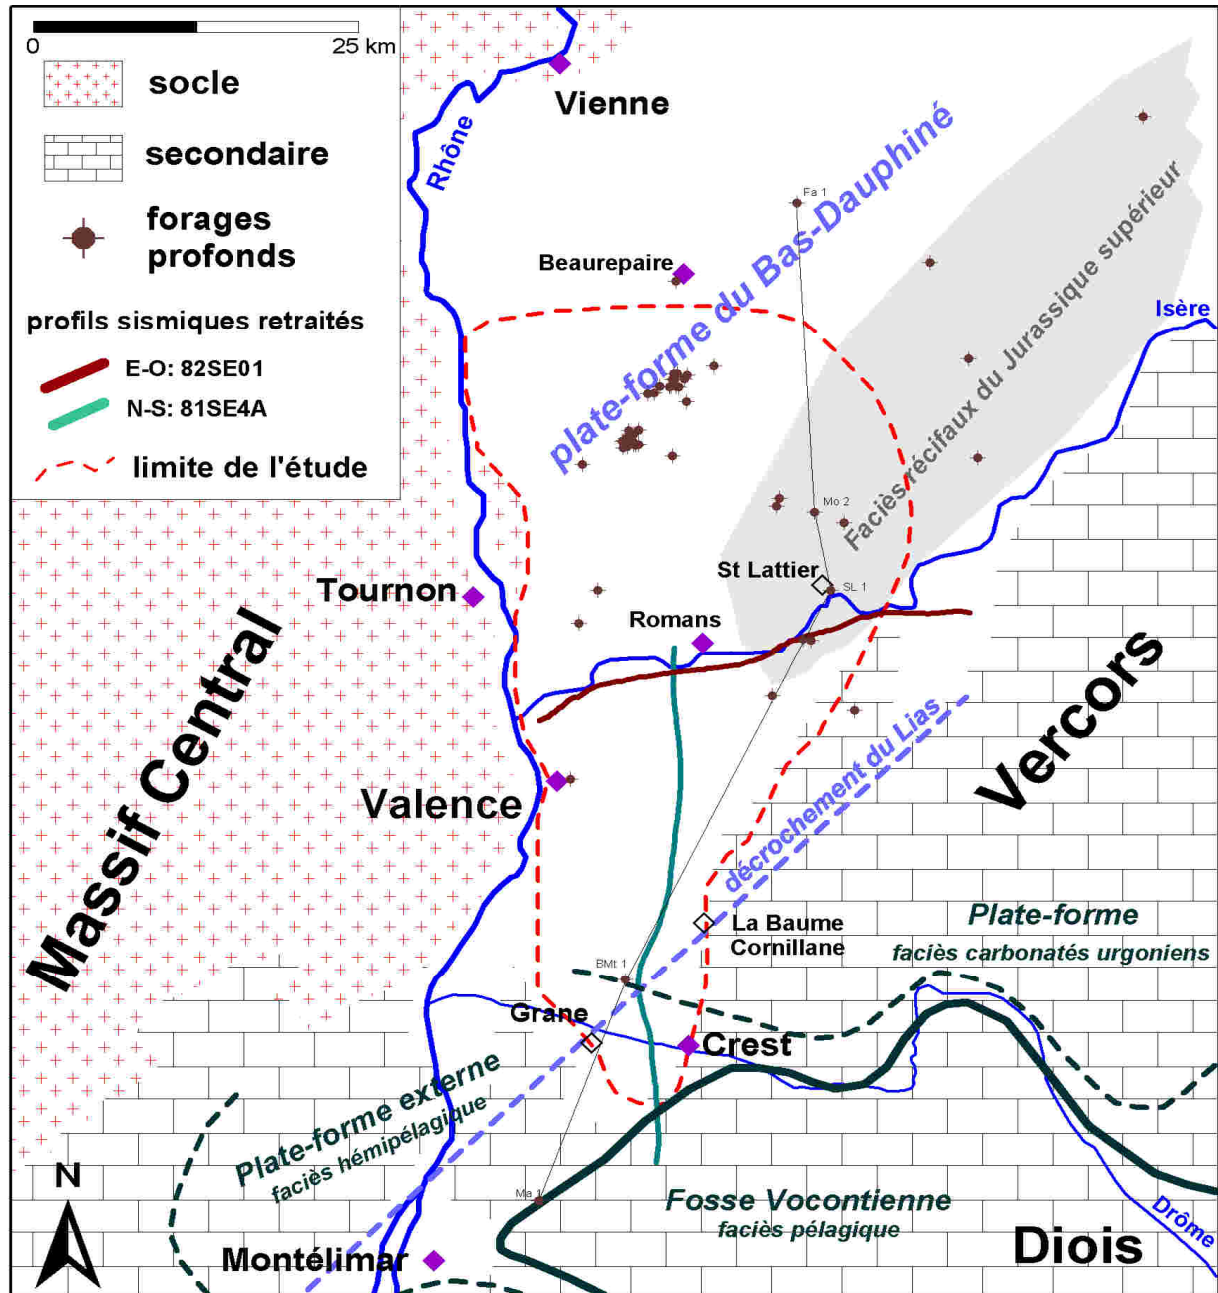 0 25 km
socle
secondaire
forages
profonds
profils sismiques retraités
E-O: 82SE01
N-S: 81SE4A
limite de l'étude
Vienne
Rhône
plate-forme du Bas-Dauphiné
Fa 1
Beaurepaire
Faciès récifaux du Jurassique supérieur
Isère
Mo 2
St Lattier
SL 1
Tournon
Romans
Massif Central
Valence
Vercors
décrochement du Lias
La Baume
Cornillane
Plate-forme
faciès carbonatés urgoniens
BMt 1
Grane
Crest
Plate-forme externe
faciès hémipélagique
N
Ma 1
Fosse Vocontienne
faciès pélagique
Drôme
Diois
Montélimar